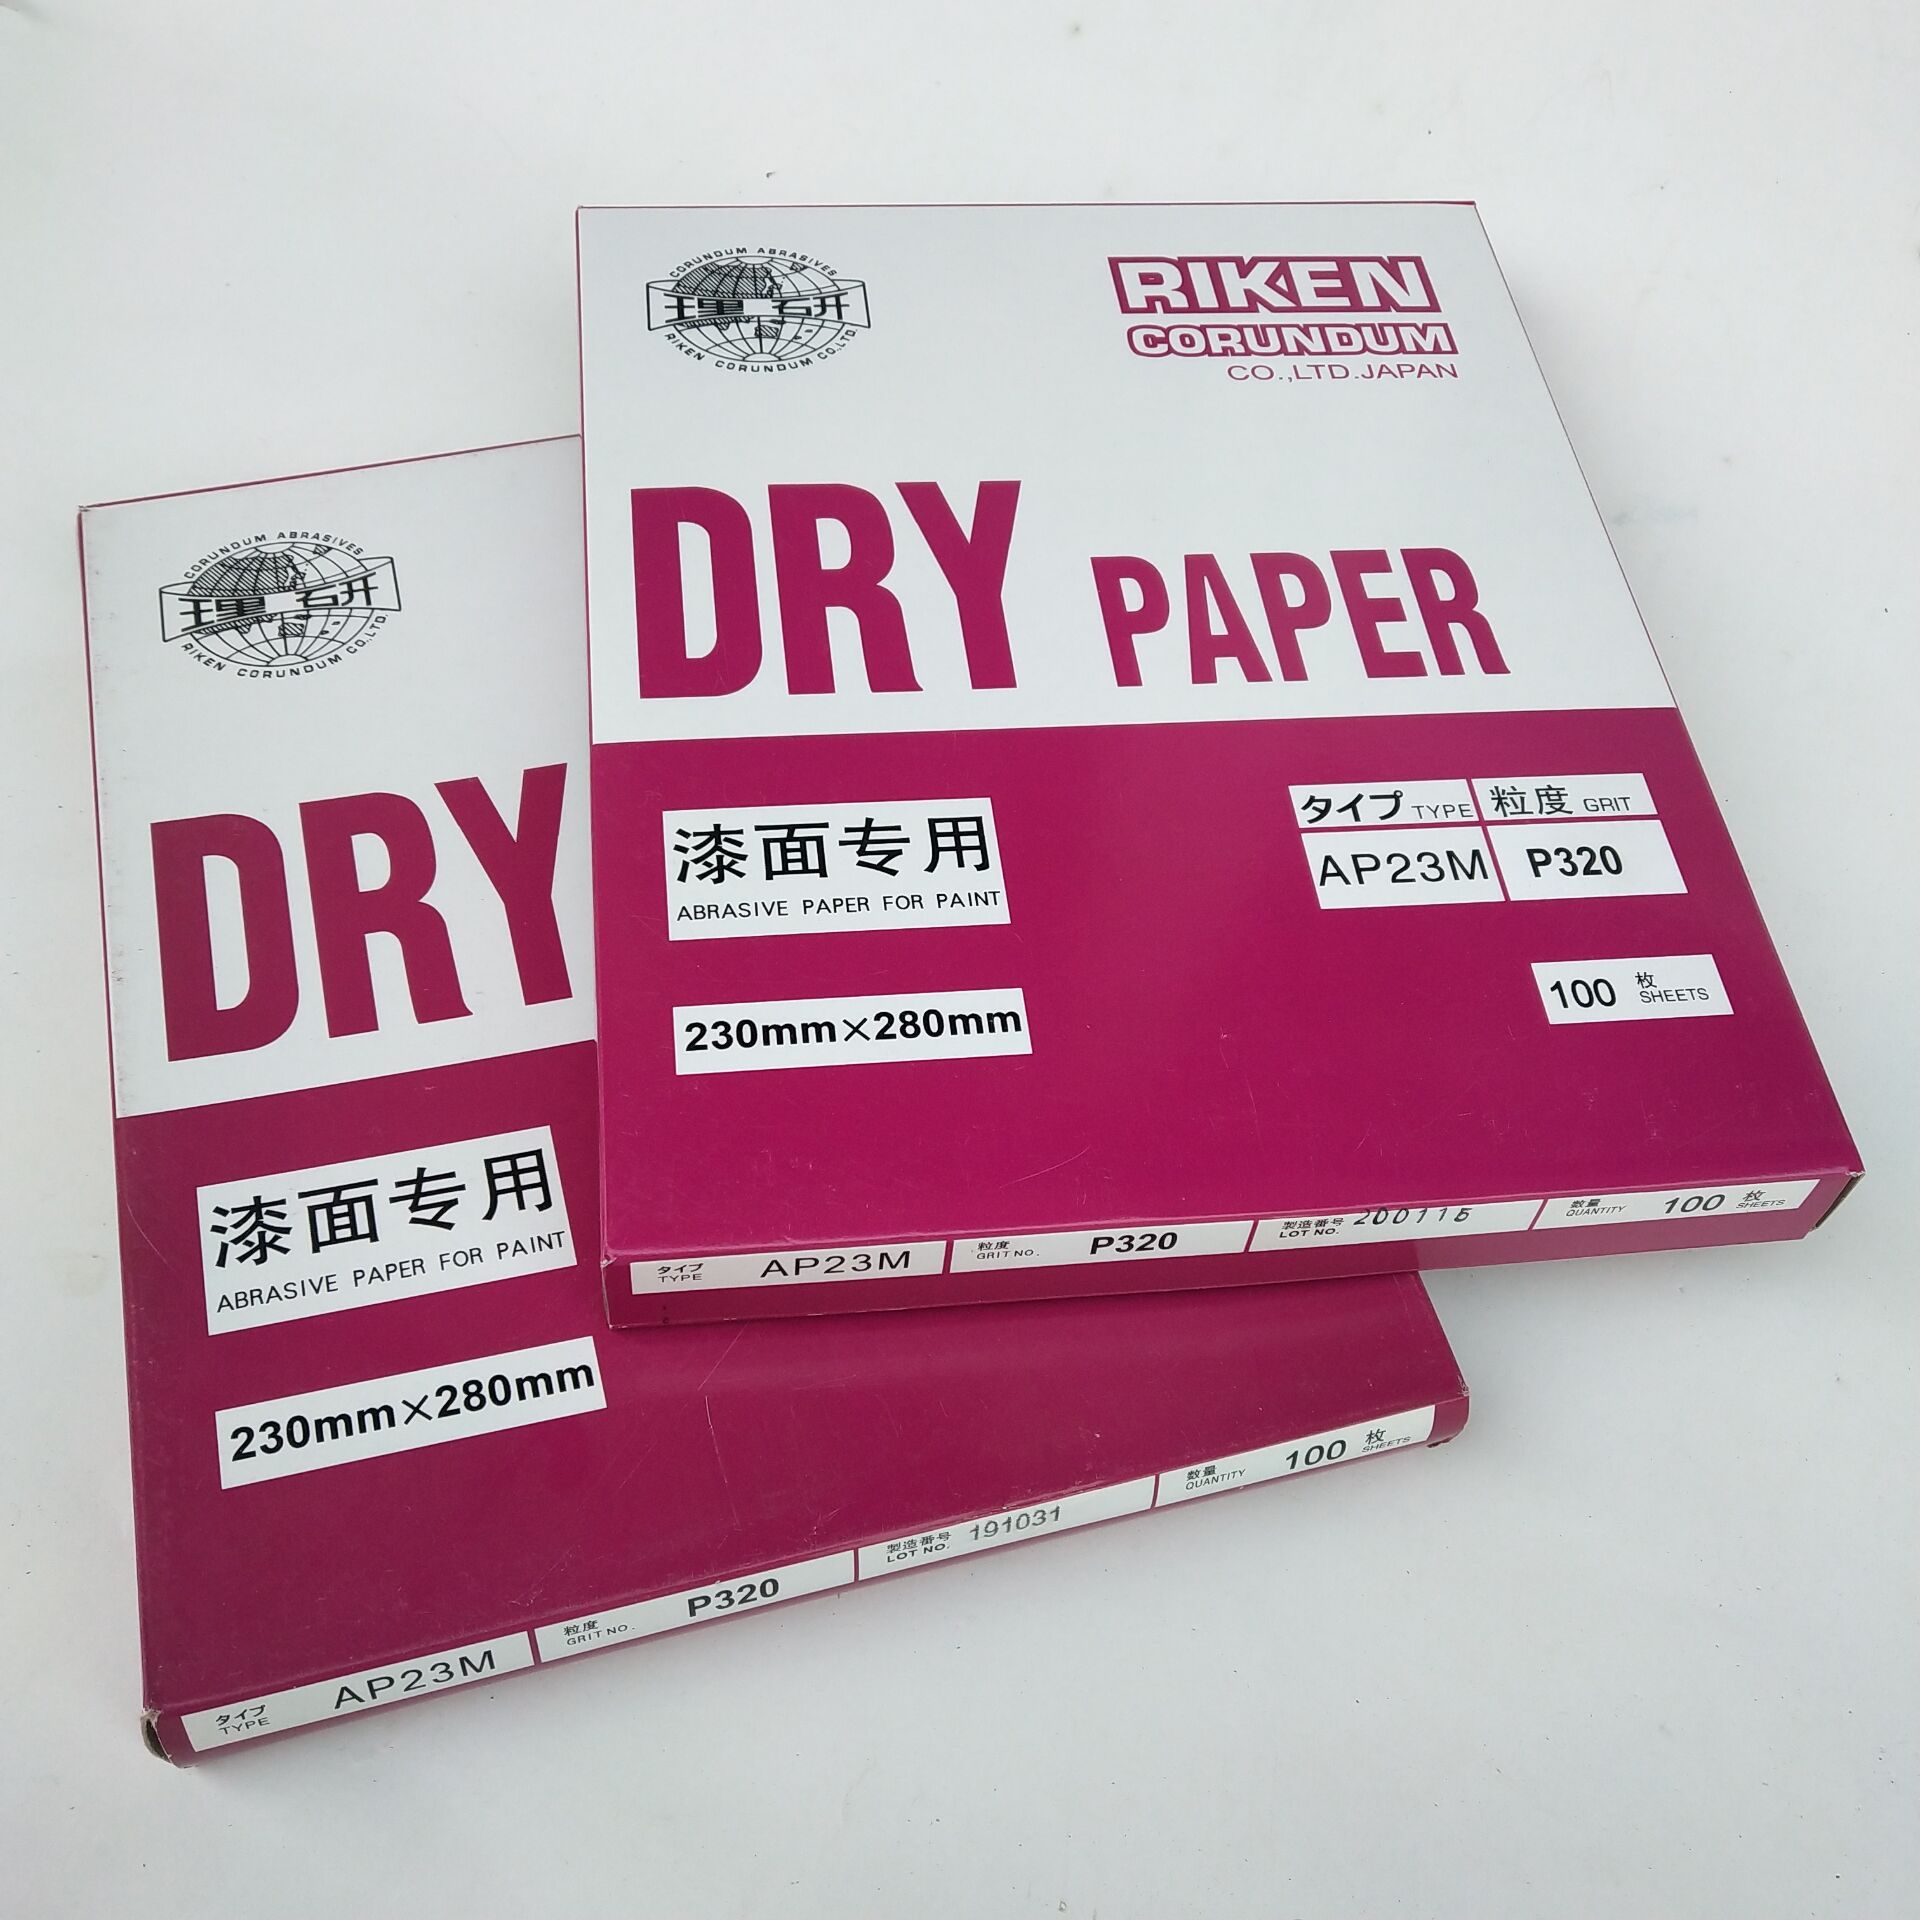 CORUNDUM ABRASIVES
理研
RIKEN CORUNDUM CO.,LTD.
RIKEN
CORUNDUM
CO.,LTD.JAPAN
DRY PAPER
漆面专用
ABRASIVE PAPER FOR PAINT
タイプ TYPE 粒度 GRIT
AP23M P320
230mm×280mm
100 枚 SHEETS
タイプ TYPE AP23M 粒度 GRIT NO. P320 製造番号 LOT NO. 200116 数量 QUANTITY 100 枚 SHEETS
CORUNDUM ABRASIVES
理研
RIKEN CORUNDUM CO.,LTD.
DRY
漆面专用
ABRASIVE PAPER FOR PAINT
230mm×280mm
タイプ TYPE AP23M 粒度 GRIT NO. P320 製造番号 LOT NO. 191031 数量 QUANTITY 100 枚 SHEETS